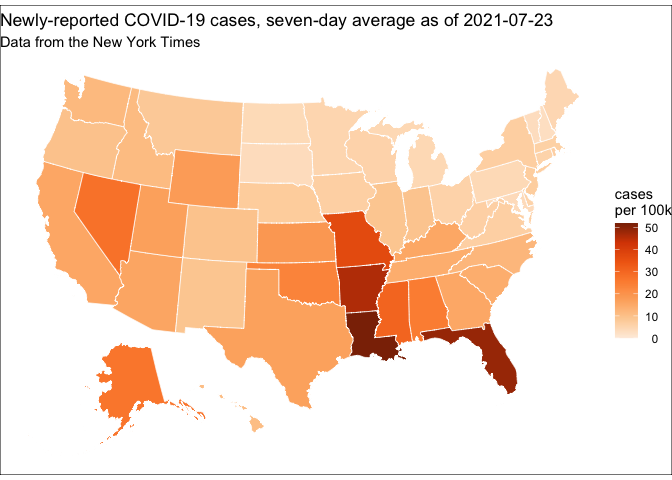 Newly-reported COVID-19 cases, seven-day average as of 2021-07-23
Data from the New York Times
cases
per 100k
50
40
30
20
10
0